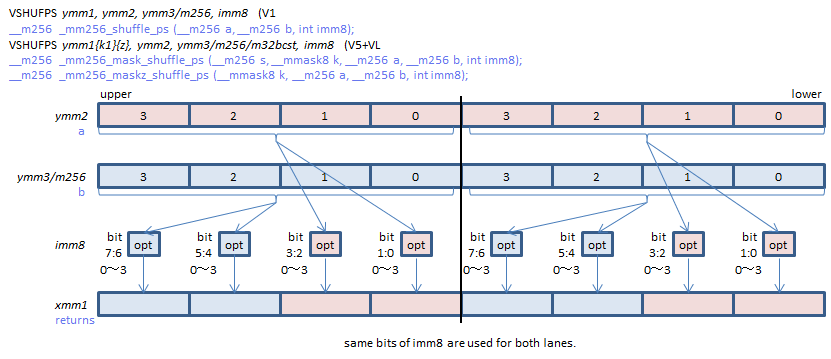 VSHUFPS ymm1, ymm2, ymm3/m256, imm8 (V1
__m256 _mm256_shuffle_ps (__m256 a, __m256 b, int imm8);
VSHUFPS ymm1{k1}{z}, ymm2, ymm3/m256/m32bcst, imm8 (V5+VL
__m256 _mm256_mask_shuffle_ps (__m256 s, __mmask8 k, __m256 a, __m256 b, int imm8);
__m256 _mm256_maskz_shuffle_ps (__mmask8 k, __m256 a, __m256 b, int imm8);
upper lower
ymm2 3 2 1 0 3 2 1 0
a
ymm3/m256 3 2 1 0 3 2 1 0
b
imm8 opt opt opt opt opt opt opt opt
bit bit bit bit bit bit bit bit
7:6 5:4 3:2 1:0 7:6 5:4 3:2 1:0
0~3 0~3 0~3 0~3 0~3 0~3 0~3 0~3
xmm1
returns
same bits of imm8 are used for both lanes.